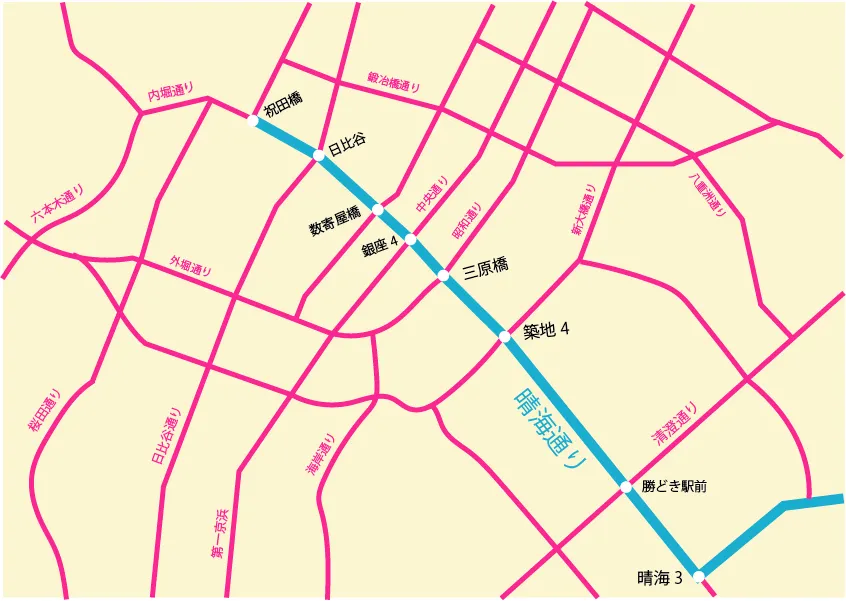 内堀通り
鍛冶橋通り
祝田橋
日比谷
六本木通り
中央通り
八重洲通り
数寄屋橋
昭和通り
新大橋通り
銀座 4
外堀通り
三原橋
築地 4
桜田通り
晴海通り
清澄通り
日比谷通り
海岸通り
勝どき駅前
第一京浜
晴海 3